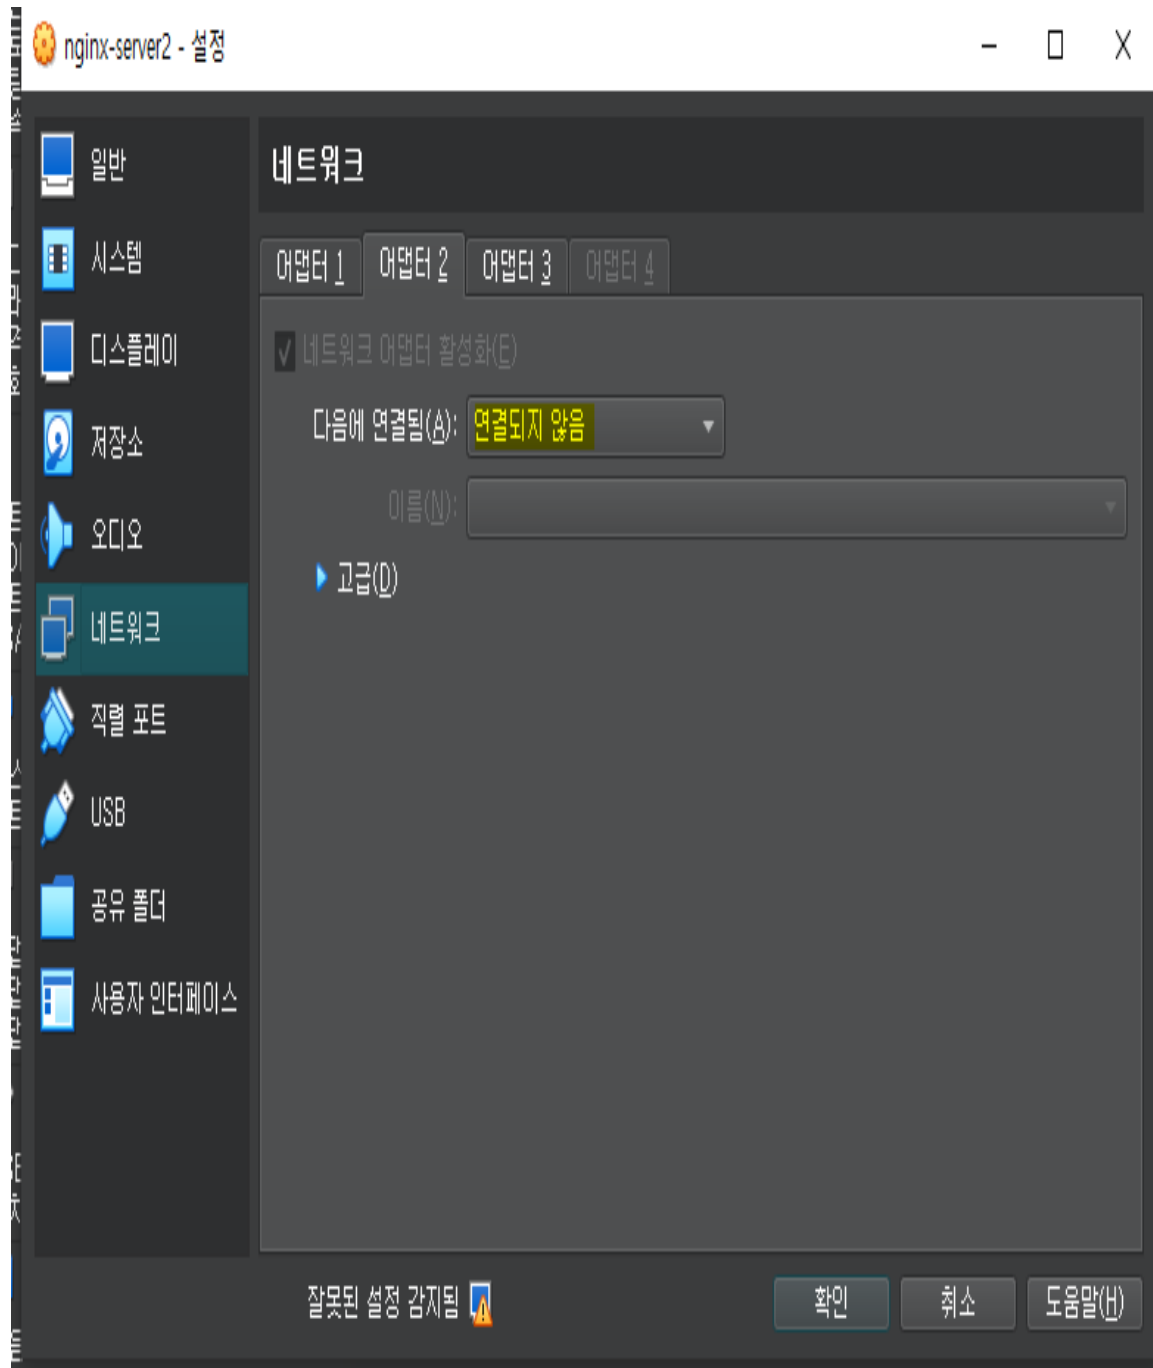 nginx-server2 - 설정
일반
시스템
디스플레이
저장소
오디오
네트워크
직렬 포트
USB
공유 폴더
사용자 인터페이스
네트워크
어댑터 1 어댑터 2 어댑터 3 어댑터 4
네트워크 어댑터 활성화(E)
다음에 연결됨(A): 연결되지 않음
이름(N):
고급(D)
잘못된 설정 감지됨
확인 취소 도움말(H)